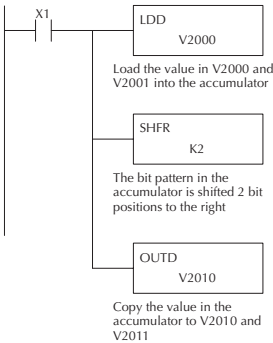 X1
LDD
V2000
Load the value in V2000 and
V2001 into the accumulator
SHFR
K2
The bit pattern in the
accumulator is shifted 2 bit
positions to the right
OUTD
V2010
Copy the value in the
accumulator to V2010 and
V2011